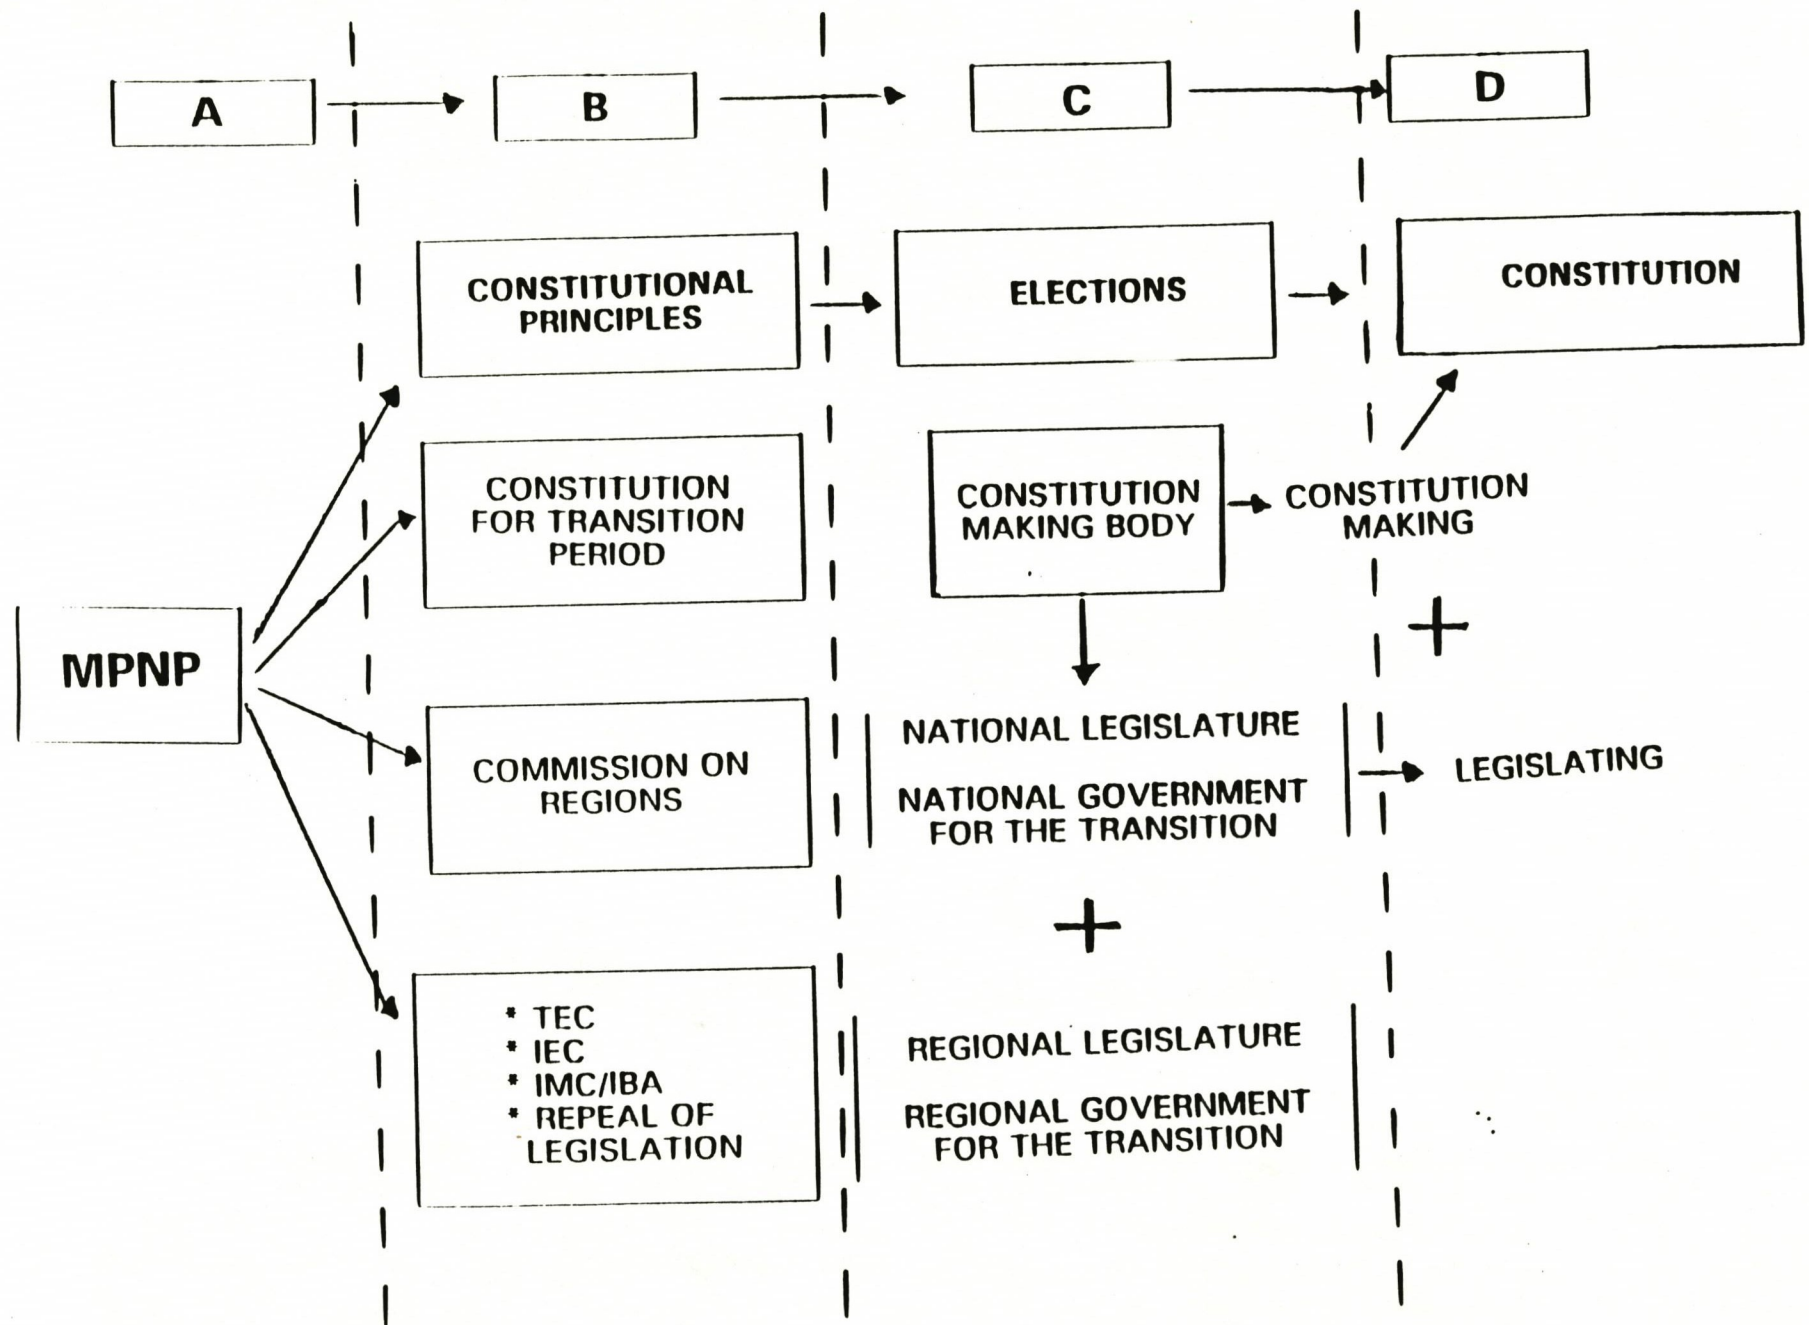 A
B
C
D
CONSTITUTIONAL
PRINCIPLES
ELECTIONS
CONSTITUTION
CONSTITUTION
FOR TRANSITION
PERIOD
CONSTITUTION
MAKING BODY
CONSTITUTION
MAKING
+
MPNP
COMMISSION ON
REGIONS
NATIONAL LEGISLATURE
NATIONAL GOVERNMENT
FOR THE TRANSITION
LEGISLATING
+
* TEC
* IEC
* IMC/IBA
* REPEAL OF
LEGISLATION
REGIONAL LEGISLATURE
REGIONAL GOVERNMENT
FOR THE TRANSITION